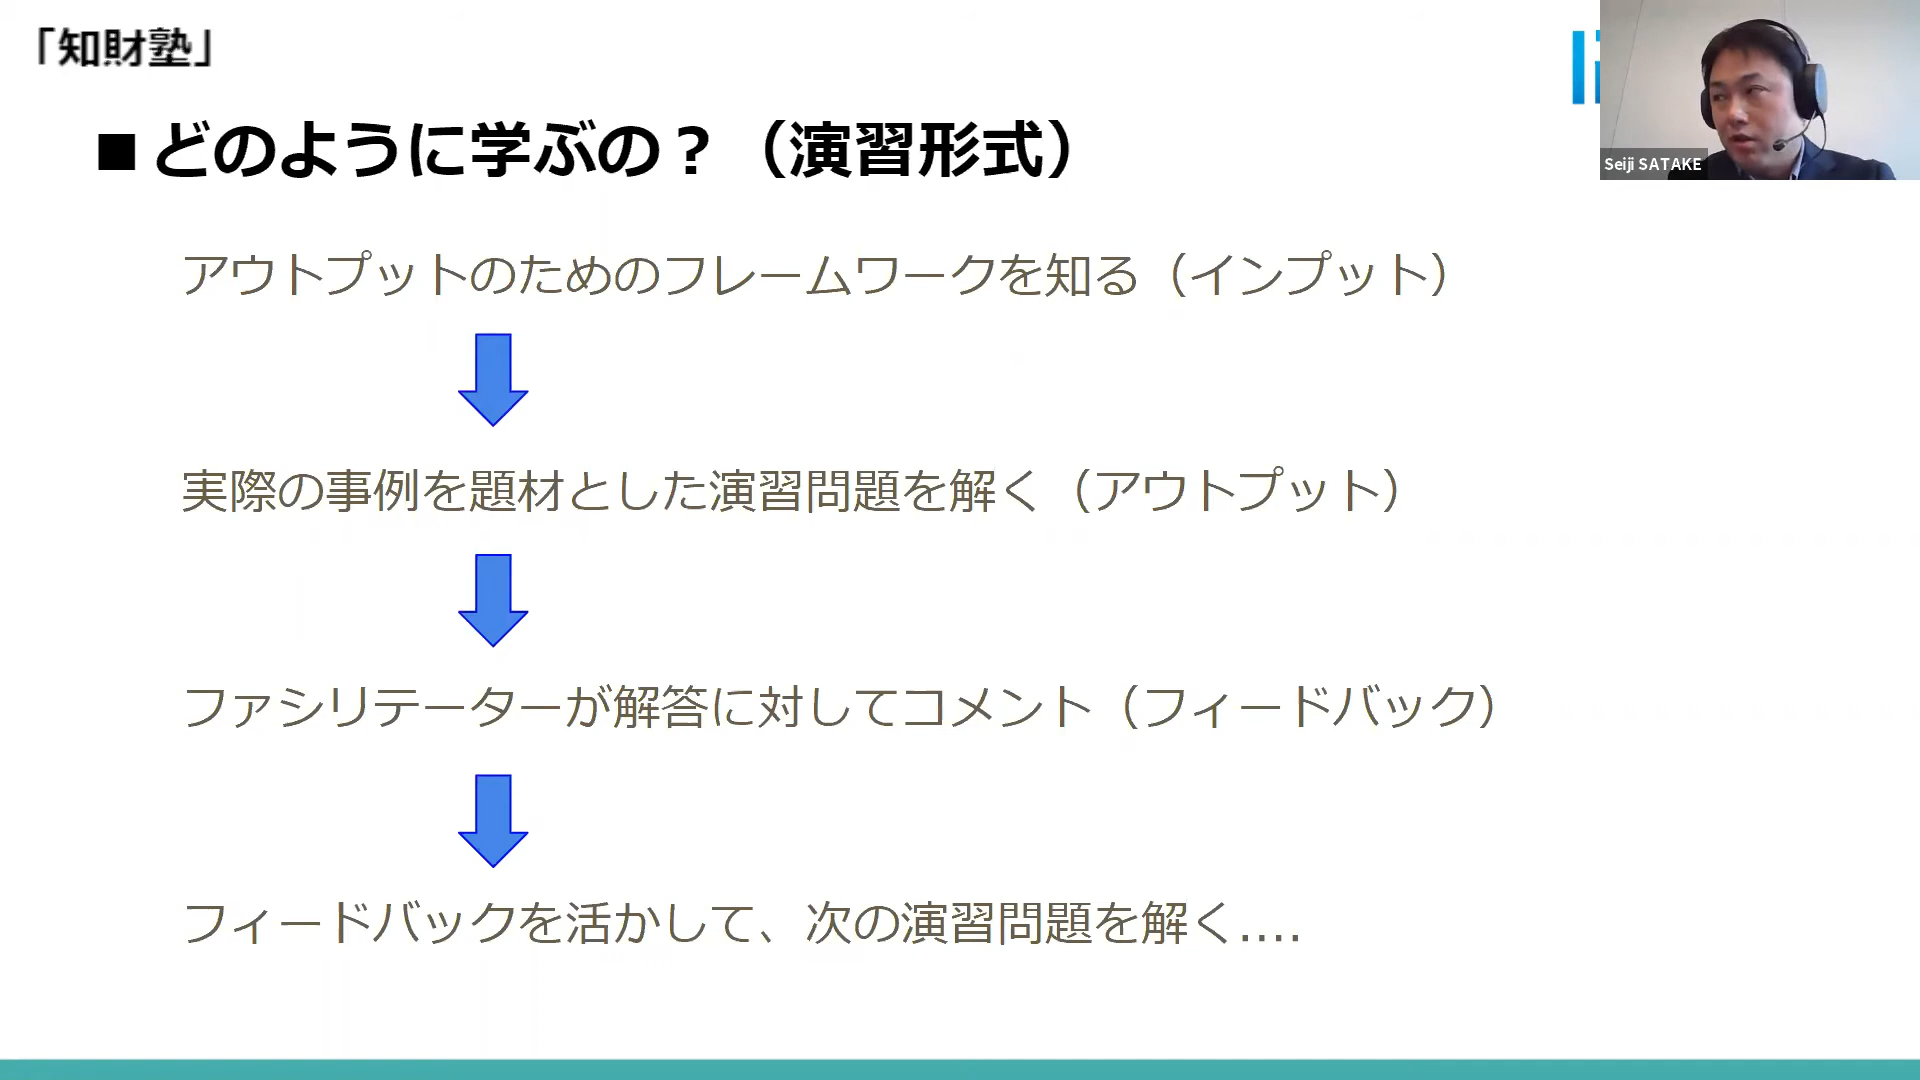 「知財塾」
Seiji SATAKE
■どのように学ぶの？（演習形式）
アウトプットのためのフレームワークを知る（インプット）
実際の事例を題材とした演習問題を解く（アウトプット）
ファシリテーターが解答に対してコメント（フィードバック）
フィードバックを活かして、次の演習問題を解く....